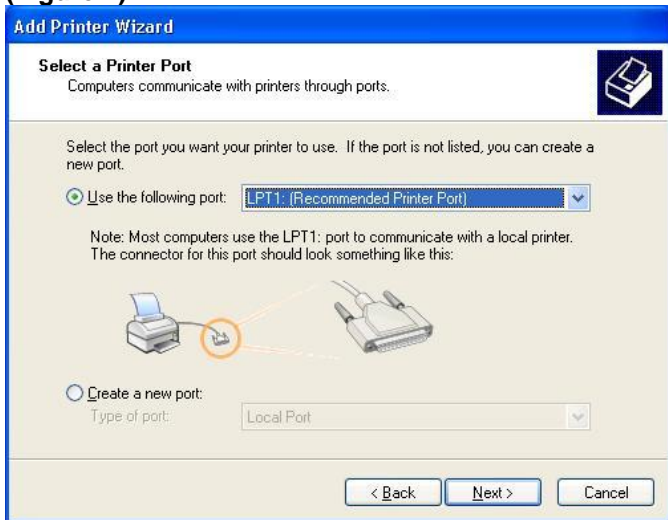 Add Printer Wizard
Select a Printer Port
Computers communicate with printers through ports.
Select the port you want your printer to use. If the port is not listed, you can create a
new port.
Use the following port: LPT1: (Recommended Printer Port)
Note: Most computers use the LPT1: port to communicate with a local printer.
The connector for this port should look something like this:
Create a new port:
Type of port: Local Port
< Back Next > Cancel